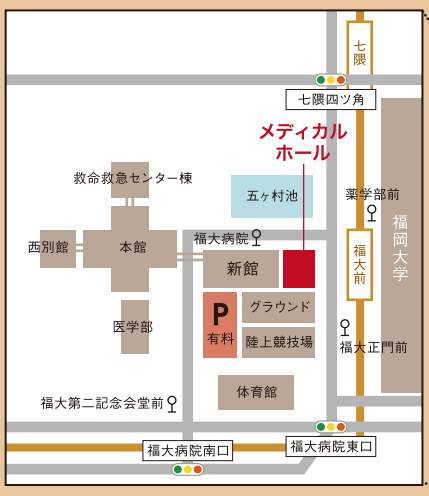 七隈
七隈四ツ角
メディカル
ホール
救命救急センター棟
五ヶ村池
薬学部前
福岡大学
福大病院
西別館
本館
新館
福大前
P
有料
グラウンド
医学部
陸上競技場
福大正門前
体育館
福大第二記念会堂前
福大病院南口
福大病院東口